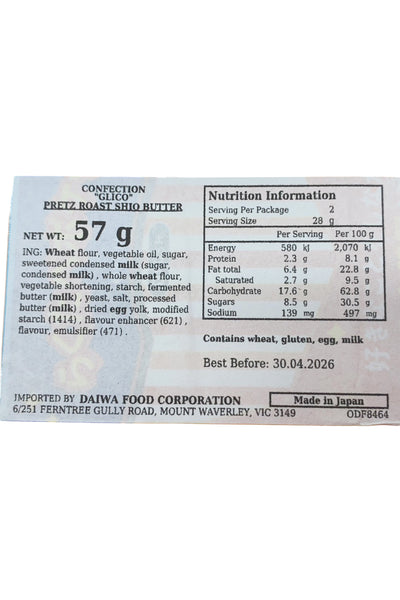 CONFECTION
"GLICO"
PRETZ ROAST SHIO BUTTER
NET WT: 57 g
ING: Wheat flour, vegetable oil, sugar,
sweetened condensed milk (sugar,
condensed milk) , whole wheat flour,
vegetable shortening, starch, fermented
butter (milk) , yeast, salt, processed
butter (milk) , dried egg yolk, modified
starch (1414) , flavour enhancer (621) ,
flavour, emulsifier (471) .
Nutrition Information
Serving Per Package 2
Serving Size 28 g
Per Serving Per 100 g
Energy 580 kJ 2,070 kJ
Protein 2.3 g 8.1 g
Fat total 6.4 g 22.8 g
Saturated 2.7 g 9.5 g
Carbohydrate 17.6 g 62.8 g
Sugars 8.5 g 30.5 g
Sodium 139 mg 497 mg
Contains wheat, gluten, egg, milk
Best Before: 30.04.2026
IMPORTED BY DAIWA FOOD CORPORATION
Made in Japan
6/251 FERNTREE GULLY ROAD, MOUNT WAVERLEY, VIC 3149
ODF8464